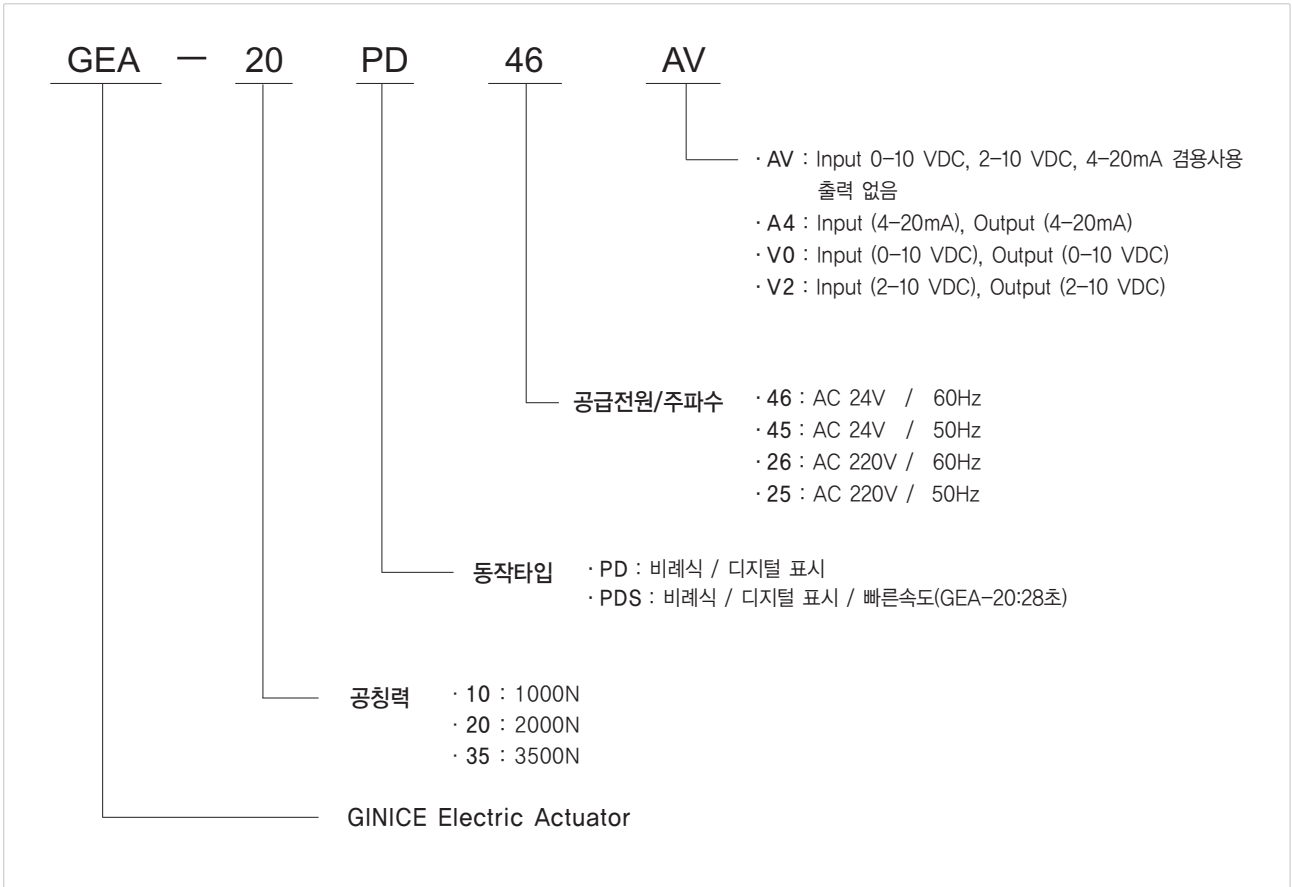 GEA – 20 PD 46 AV
· AV : Input 0–10 VDC, 2–10 VDC, 4–20mA 겸용사용
출력 없음
· A4 : Input (4–20mA), Output (4–20mA)
· V0 : Input (0–10 VDC), Output (0–10 VDC)
· V2 : Input (2–10 VDC), Output (2–10 VDC)
공급전원/주파수 · 46 : AC 24V / 60Hz
· 45 : AC 24V / 50Hz
· 26 : AC 220V / 60Hz
· 25 : AC 220V / 50Hz
동작타입 · PD : 비례식 / 디지털 표시
· PDS : 비례식 / 디지털 표시 / 빠른속도(GEA–20:28초)
공칭력 · 10 : 1000N
· 20 : 2000N
· 35 : 3500N
GINICE Electric Actuator